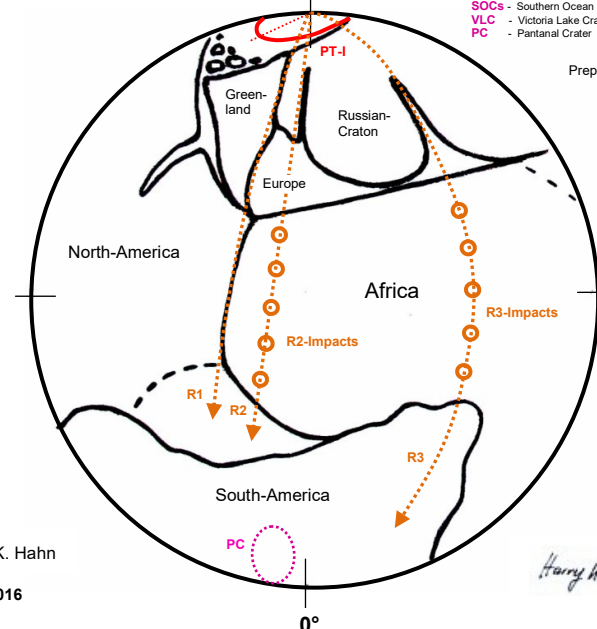 SOCs - Southern Ocean
VLC - Victoria Lake Cra
PC - Pantanal Crater
PT-I
Prep
Green-
land
Russian-
Craton
Europe
North-America
Africa
R2-Impacts
R3-Impacts
R1
R2
R3
South-America
PC
K. Hahn
016
0°
Harry